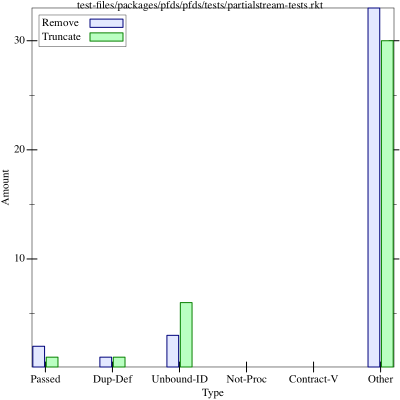 test-files/packages/pfds/pfds/tests/partialstream-tests.rkt
Remove
Truncate
30
20
10
Amount
Passed Dup-Def Unbound-ID Not-Proc Contract-V Other
Type